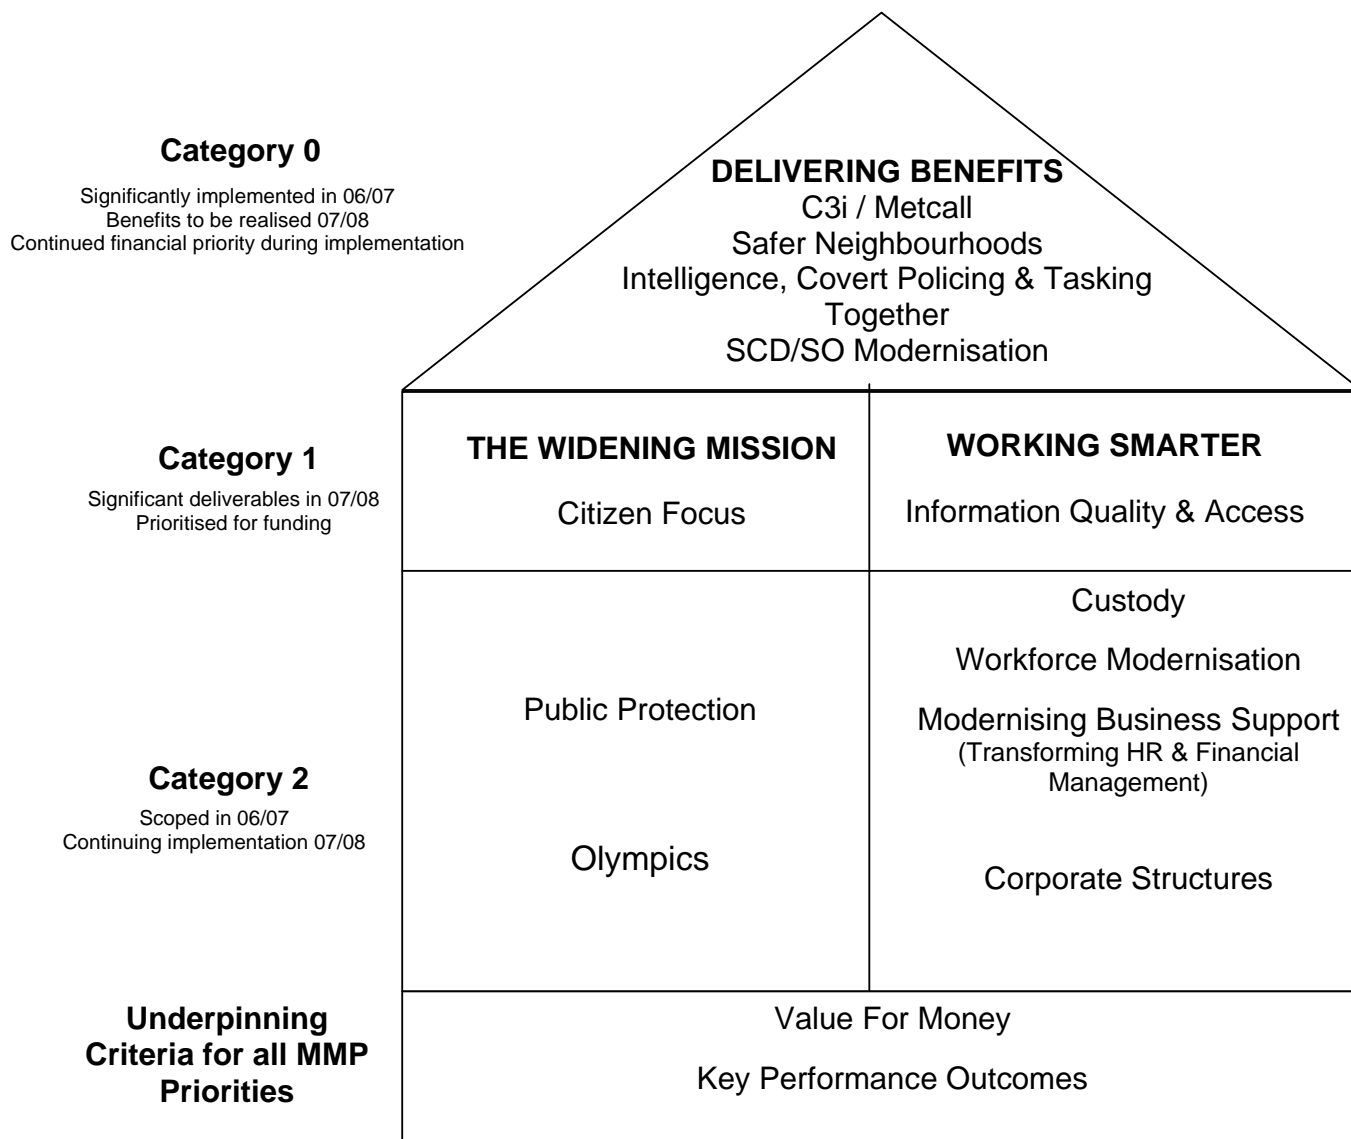 Category 0
Significantly implemented in 06/07
Benefits to be realised 07/08
Continued financial priority during implementation
DELIVERING BENEFITS
C3i / Metcall
Safer Neighbourhoods
Intelligence, Covert Policing & Tasking
Together
SCD/SO Modernisation
Category 1
Significant deliverables in 07/08
Prioritised for funding
THE WIDENING MISSION
Citizen Focus
WORKING SMARTER
Information Quality & Access
Category 2
Scoped in 06/07
Continuing implementation 07/08
Public Protection
Olympics
Custody
Workforce Modernisation
Modernising Business Support
(Transforming HR & Financial
Management)
Corporate Structures
Underpinning
Criteria for all MMP
Priorities
Value For Money
Key Performance Outcomes